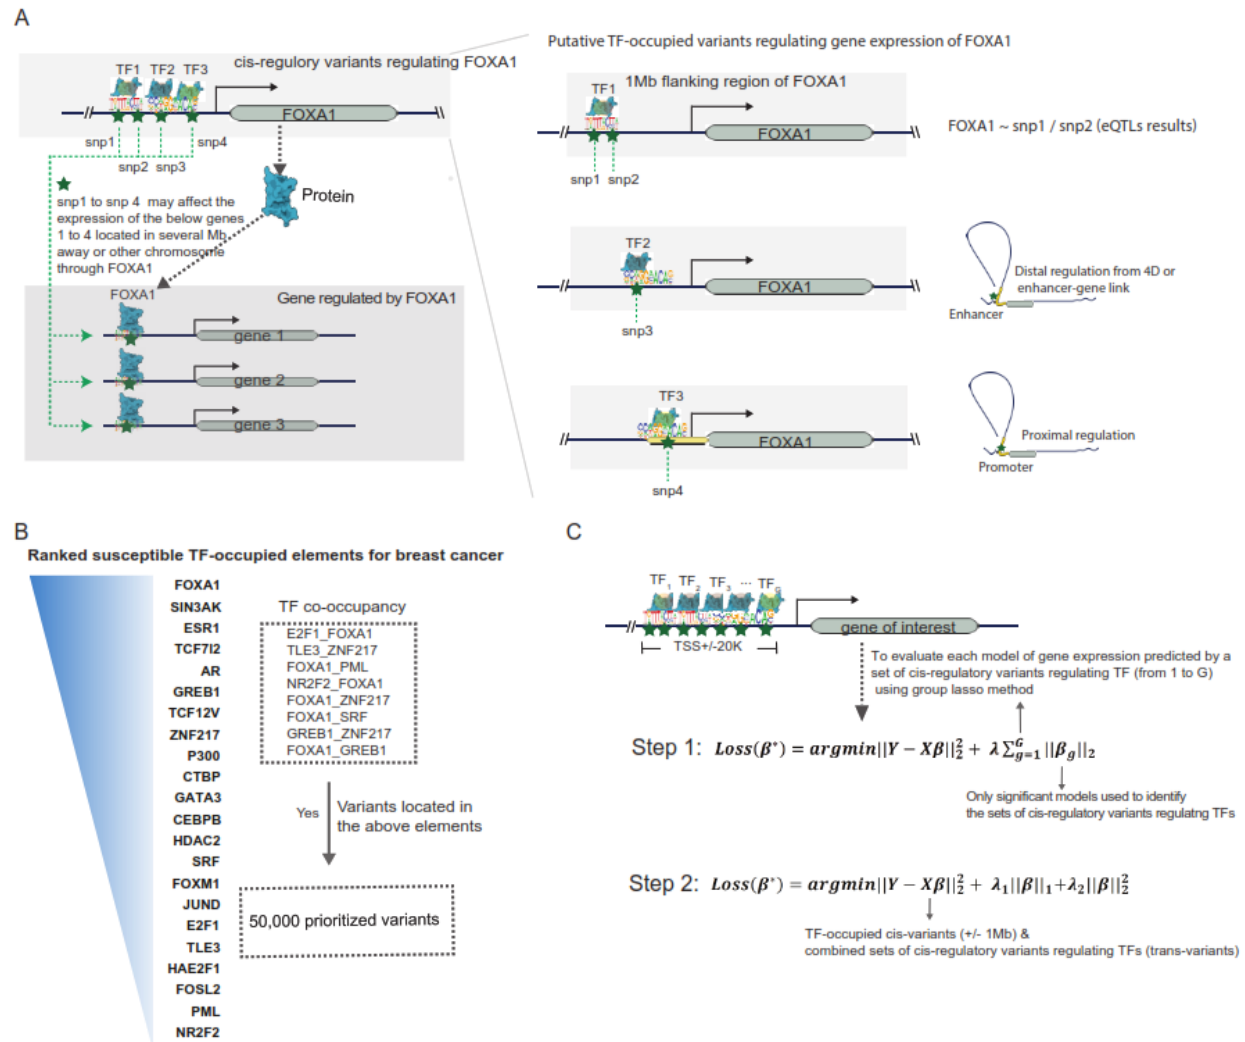 A
cis-regulory variants regulating FOXA1
TF1 TF2 TF3
FOXA1
snp1
snp2
snp3
snp4
Protein
snp1 to snp 4 may affect the
expression of the below genes
1 to 4 located in several Mb
away or other chromosome
through FOXA1
FOXA1
Gene regulated by FOXA1
gene 1
gene 2
gene 3
Putative TF-occupied variants regulating gene expression of FOXA1
1Mb flanking region of FOXA1
TF1
FOXA1
snp1 snp2
FOXA1 ~ snp1 / snp2 (eQTLs results)
TF2
FOXA1
snp3
Distal regulation from 4D or
enhancer-gene link
Enhancer
TF3
FOXA1
snp4
Proximal regulation
Promoter
B
Ranked susceptible TF-occupied elements for breast cancer
FOXA1
SIN3AK
ESR1
TCF7I2
AR
GREB1
TCF12V
ZNF217
P300
CTBP
GATA3
CEBPB
HDAC2
SRF
FOXM1
JUND
E2F1
TLE3
HAE2F1
FOSL2
PML
NR2F2
TF co-occupancy
E2F1_FOXA1
TLE3_ZNF217
FOXA1_PML
NR2F2_FOXA1
FOXA1_ZNF217
FOXA1_SRF
GREB1_ZNF217
FOXA1_GREB1
Yes
Variants located in
the above elements
50,000 prioritized variants
C
TF1 TF2 TF3 ... TFG
gene of interest
TSS+/-20K
To evaluate each model of gene expression predicted by a
set of cis-regulatory variants regulating TF (from 1 to G)
using group lasso method
Step 1: Loss(β*) = argmin||Y − Xβ||₂² + λ∑_{g=1}^{G}||β_g||₂
Only significant models used to identify
the sets of cis-regulatory variants regulatng TFs
Step 2: Loss(β*) = argmin||Y − Xβ||₂² + λ₁||β||₁+λ₂||β||₂²
TF-occupied cis-variants (+/- 1Mb) &
combined sets of cis-regulatory variants regulating TFs (trans-variants)